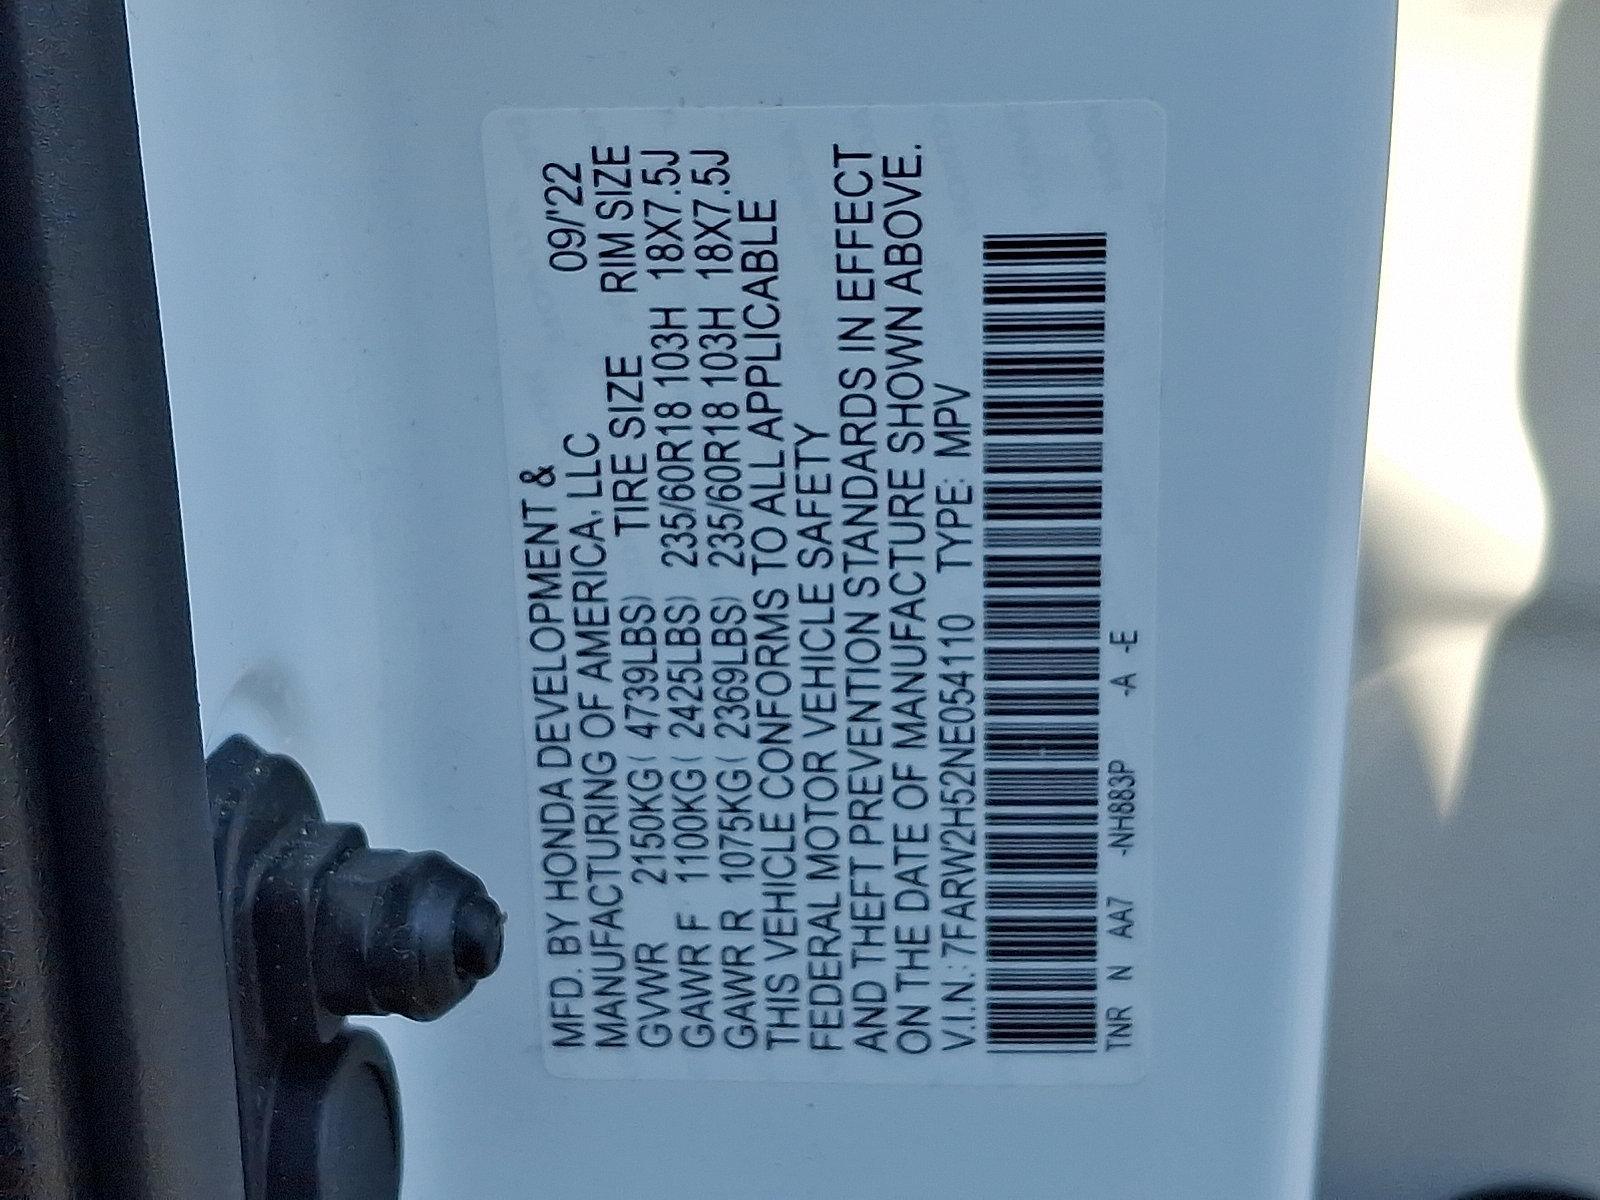 MFD. BY HONDA DEVELOPMENT &
MANUFACTURING OF AMERICA, LLC 09/'22
GVWR 2150KG( 4739LBS) TIRE SIZE RIM SIZE
GAWR F 1100KG( 2425LBS) 235/60R18 103H 18X7.5J
GAWR R 1075KG( 2369LBS) 235/60R18 103H 18X7.5J
THIS VEHICLE CONFORMS TO ALL APPLICABLE
FEDERAL MOTOR VEHICLE SAFETY
AND THEFT PREVENTION STANDARDS IN EFFECT
ON THE DATE OF MANUFACTURE SHOWN ABOVE.
V.I.N.: 7FARW2H52NE054110 TYPE: MPV
TNR N AA7 -NH883P -A -E